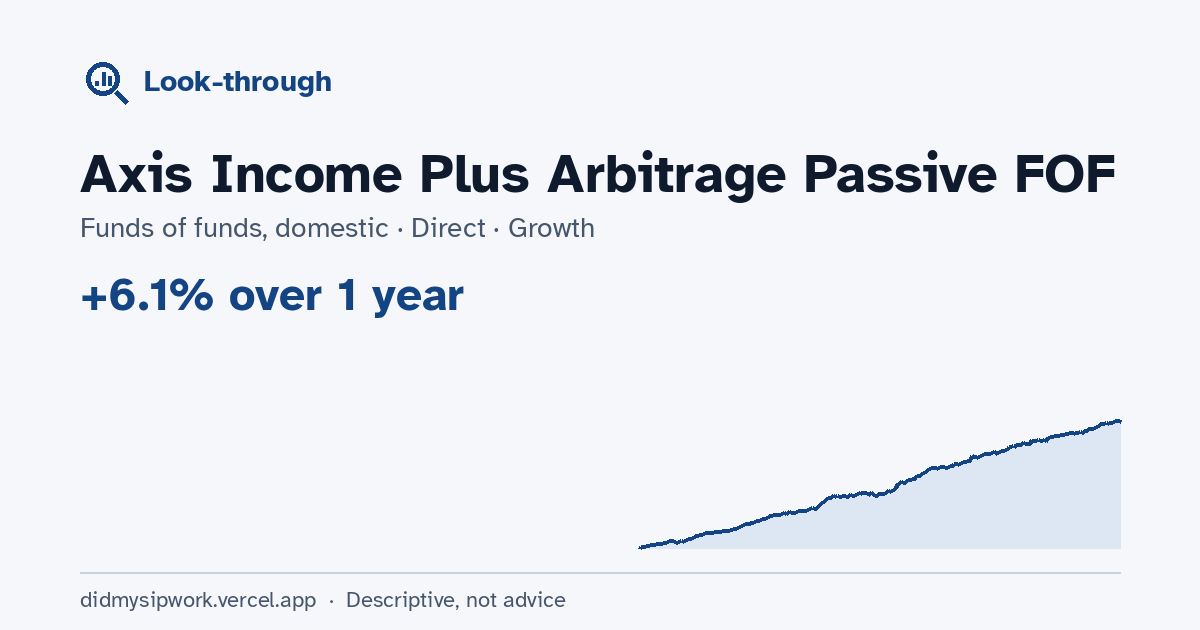 Look-through
Axis Income Plus Arbitrage Passive FOF
Funds of funds, domestic · Direct · Growth
+6.1% over 1 year
didmysipwork.vercel.app · Descriptive, not advice